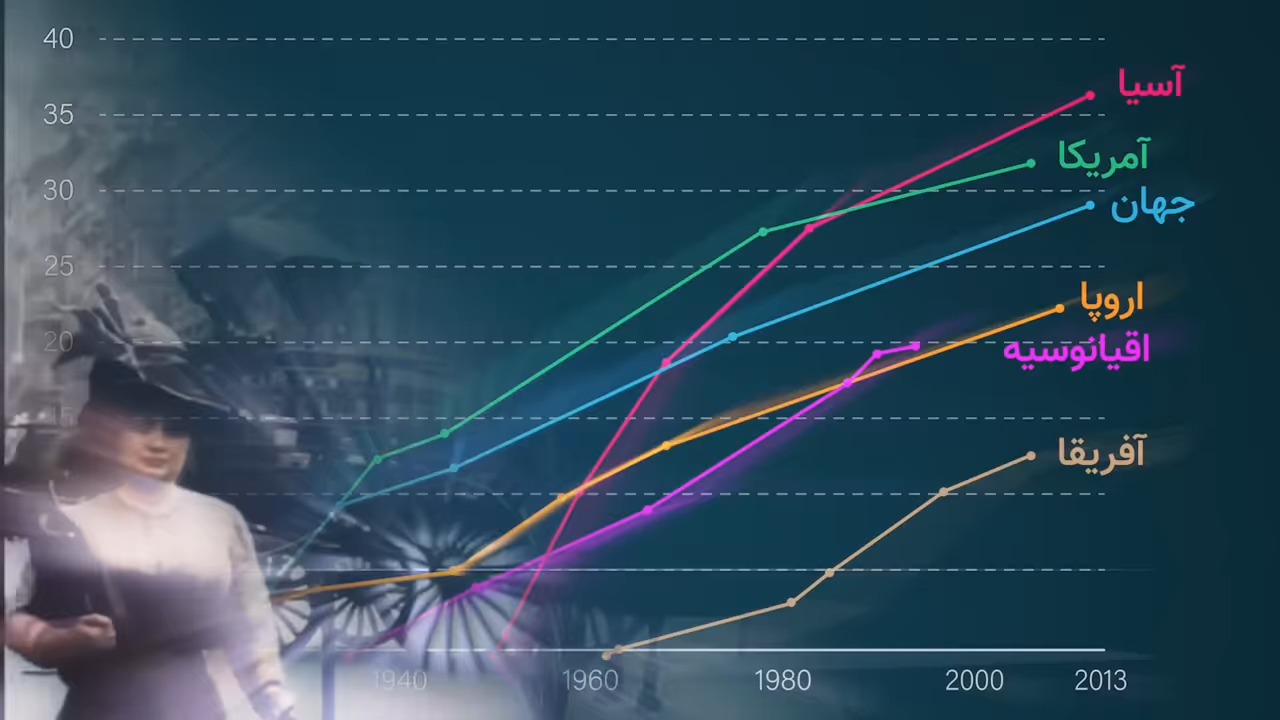 40
آسیا
35
آمریکا
30
جهان
25
اروپا
20
اقیانوسیه
15
آفریقا
1940 1960 1980 2000 2013